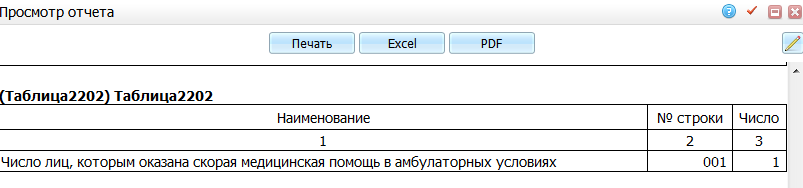 Просмотр отчета
Печать Excel PDF
(Таблица2202) Таблица2202
Наименование № строки Число
1 2 3
Число лиц, которым оказана скорая медицинская помощь в амбулаторных условиях 001 1